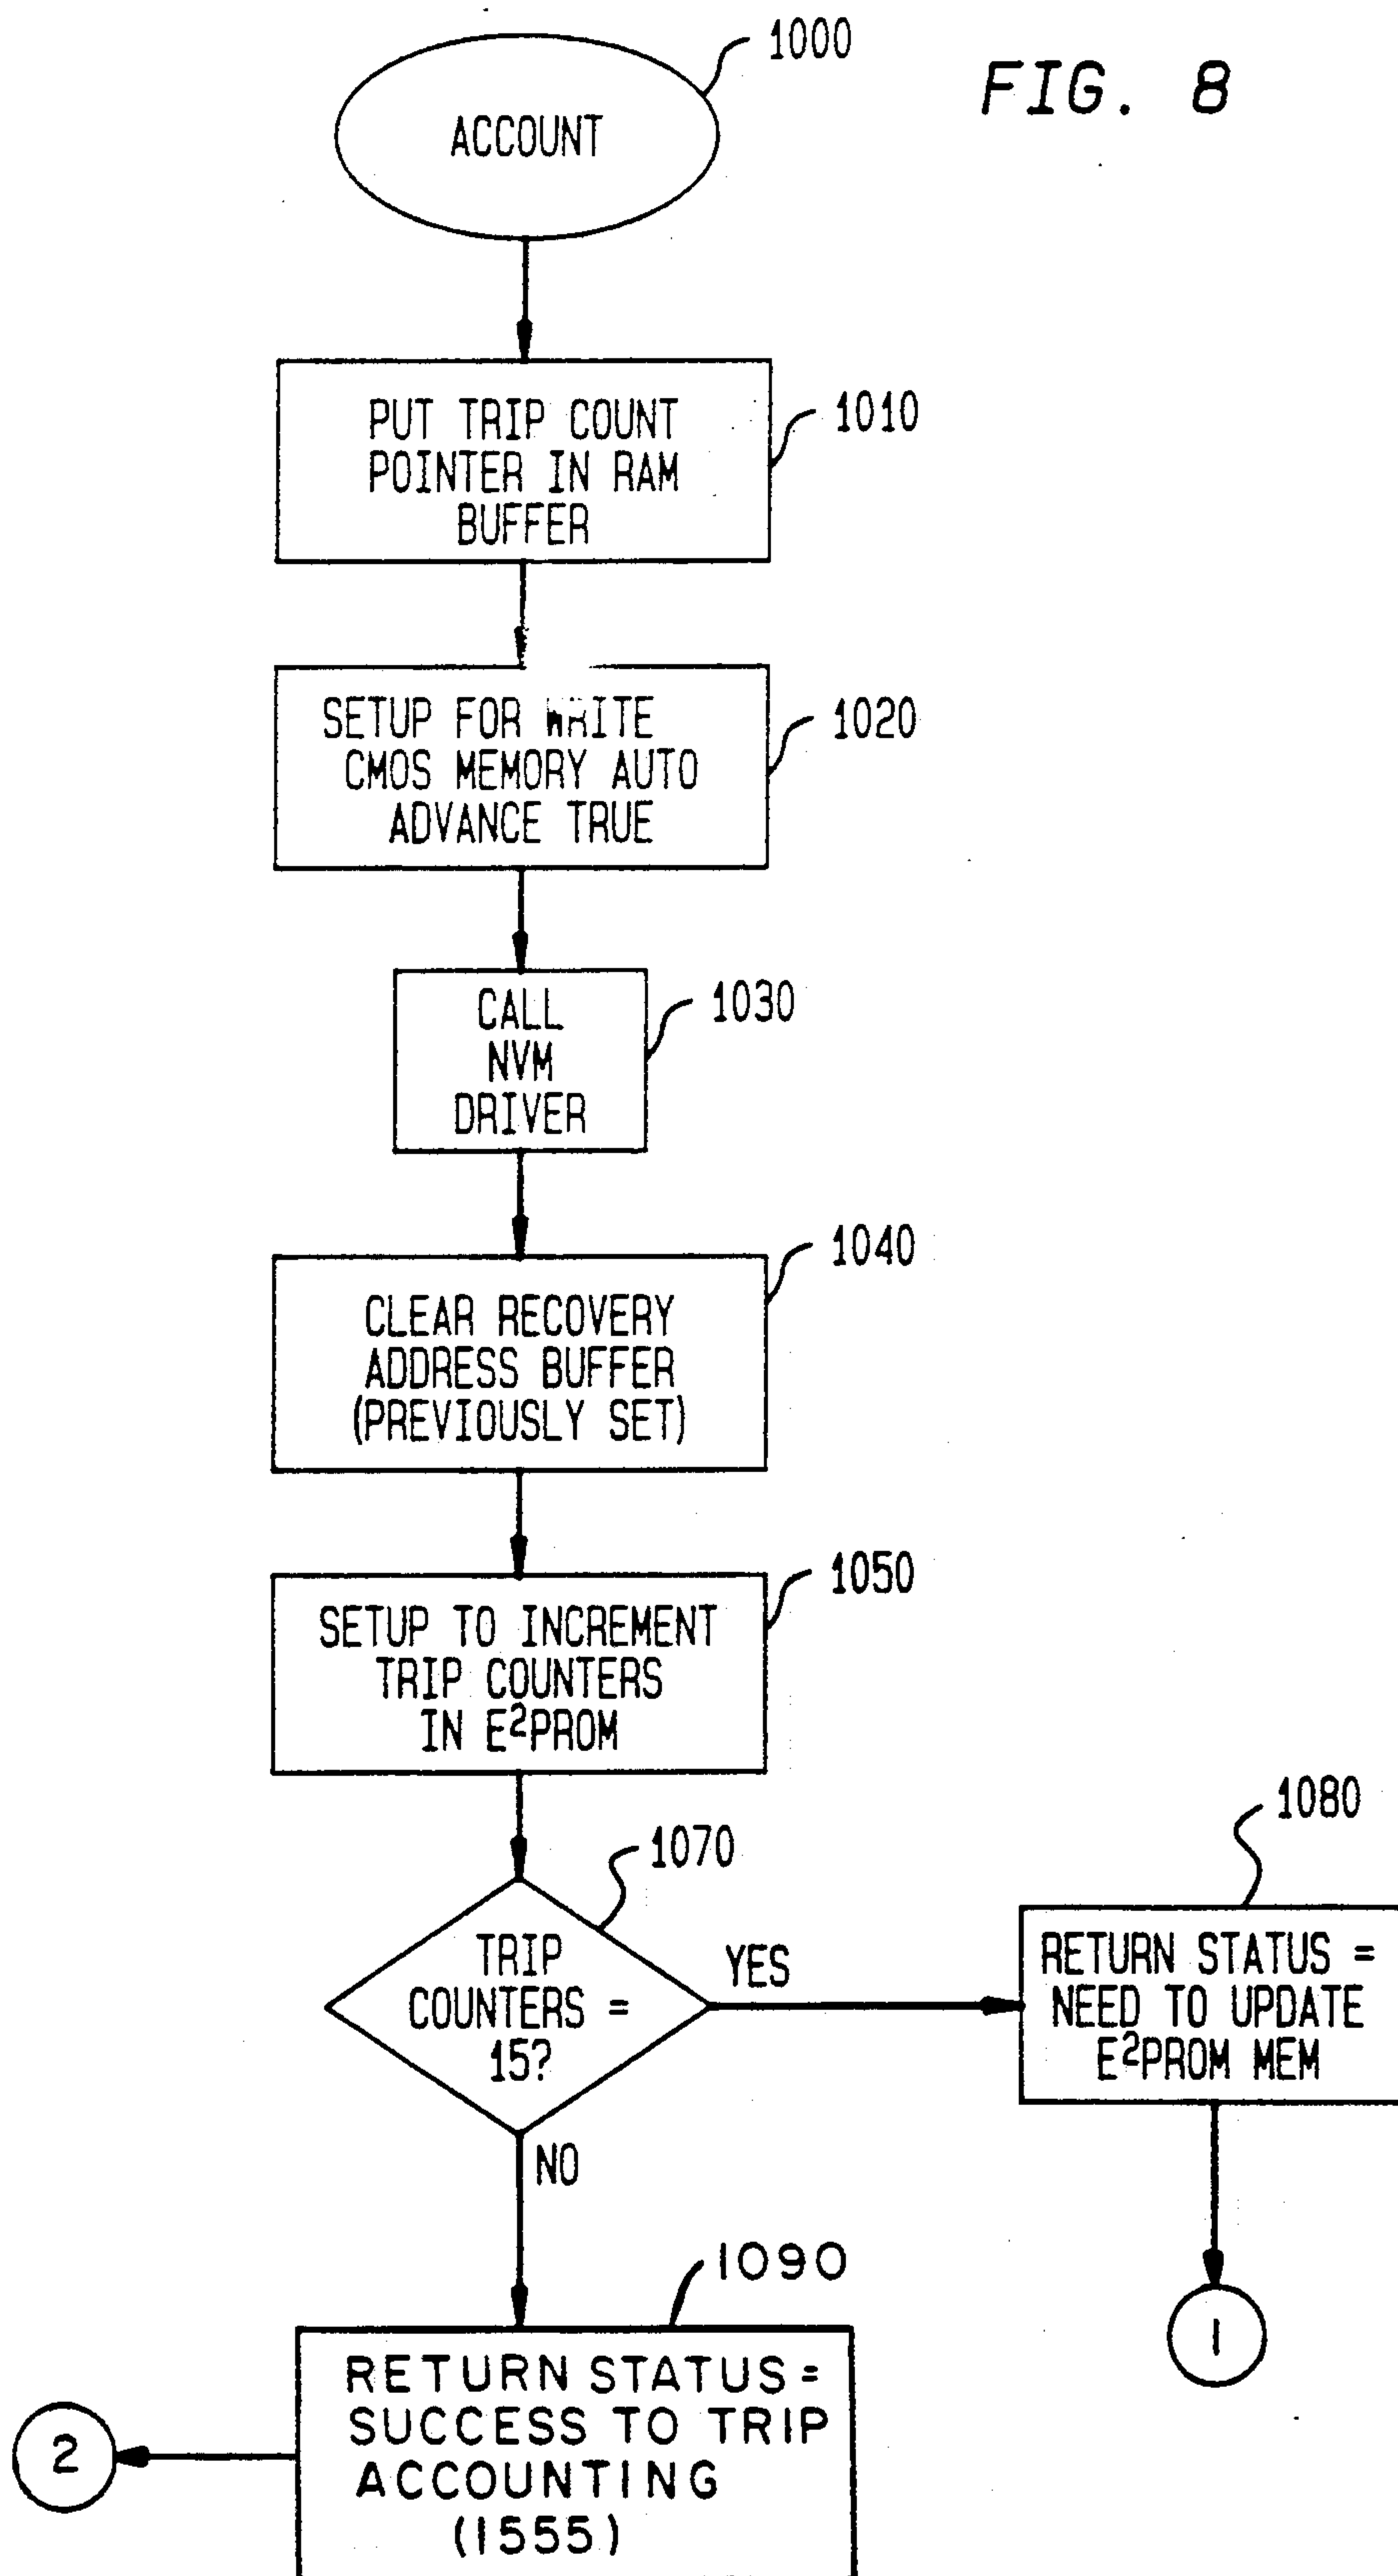 1000
FIG. 8
ACCOUNT
1010
PUT TRIP COUNT
POINTER IN RAM
BUFFER
1020
SETUP FOR WRITE
CMOS MEMORY AUTO
ADVANCE TRUE
1030
CALL
NVM
DRIVER
1040
CLEAR RECOVERY
ADDRESS BUFFER
(PREVIOUSLY SET)
1050
SETUP TO INCREMENT
TRIP COUNTERS
IN E²PROM
1070
TRIP
COUNTERS =
15?
YES
1080
RETURN STATUS =
NEED TO UPDATE
E²PROM MEM
1
NO
1090
RETURN STATUS =
SUCCESS TO TRIP
ACCOUNTING
(1555)
2